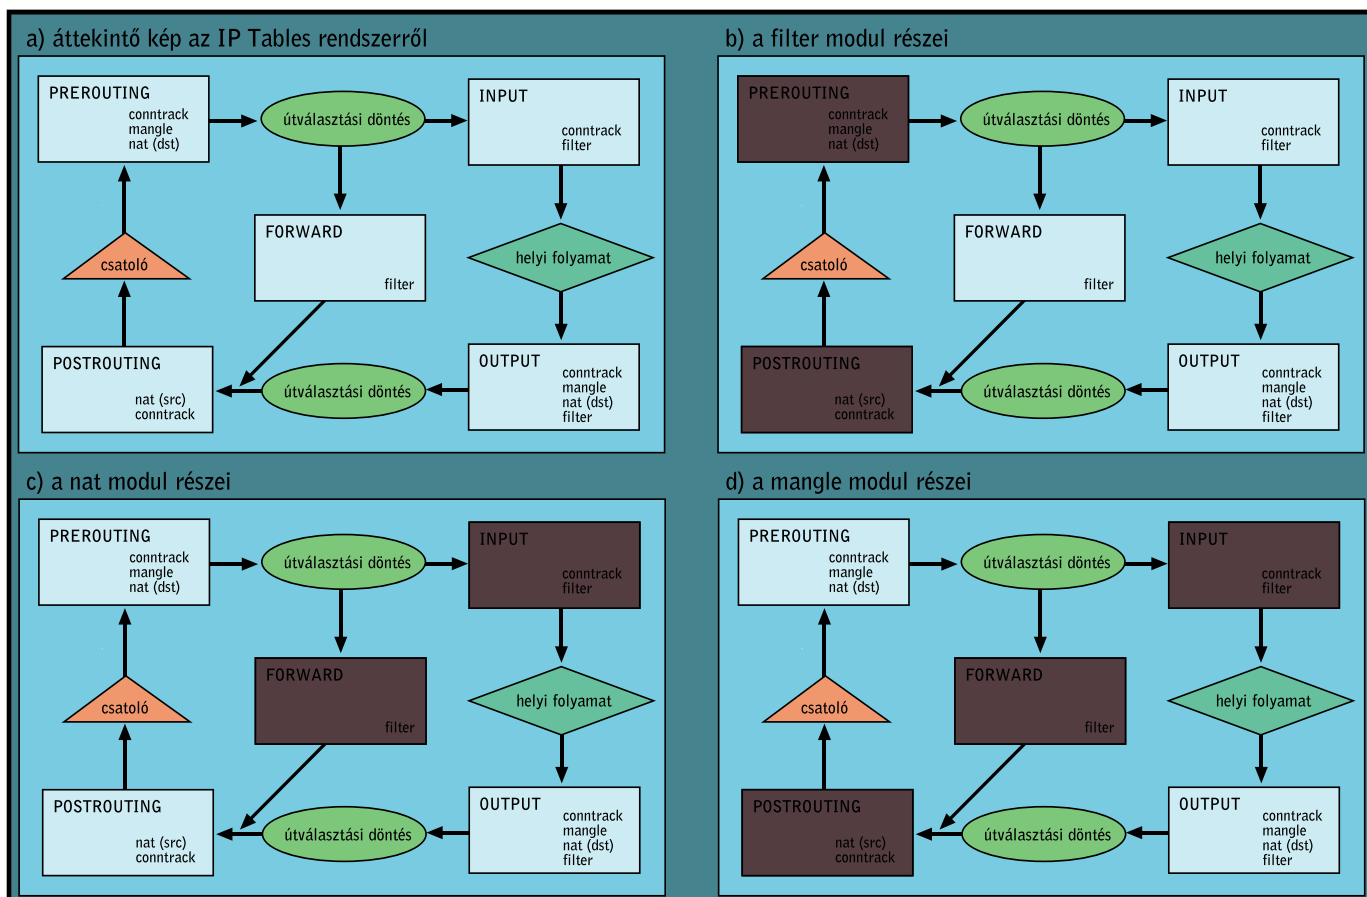 a) áttekintő kép az IP Tables rendszerről
PREROUTING
conntrack
mangle
nat (dst)
útválasztási döntés
INPUT
conntrack
filter
FORWARD
filter
csatoló
helyi folyamat
POSTROUTING
nat (src)
conntrack
útválasztási döntés
OUTPUT
conntrack
mangle
nat (dst)
filter
b) a filter modul részei
PREROUTING
conntrack
mangle
nat (dst)
útválasztási döntés
INPUT
conntrack
filter
FORWARD
filter
csatoló
helyi folyamat
POSTROUTING
nat (src)
conntrack
útválasztási döntés
OUTPUT
conntrack
mangle
nat (dst)
filter
c) a nat modul részei
PREROUTING
conntrack
mangle
nat (dst)
útválasztási döntés
INPUT
conntrack
filter
FORWARD
filter
csatoló
helyi folyamat
POSTROUTING
nat (src)
conntrack
útválasztási döntés
OUTPUT
conntrack
mangle
nat (dst)
filter
d) a mangle modul részei
PREROUTING
conntrack
mangle
nat (dst)
útválasztási döntés
INPUT
conntrack
filter
FORWARD
filter
csatoló
helyi folyamat
POSTROUTING
nat (src)
conntrack
útválasztási döntés
OUTPUT
conntrack
mangle
nat (dst)
filter